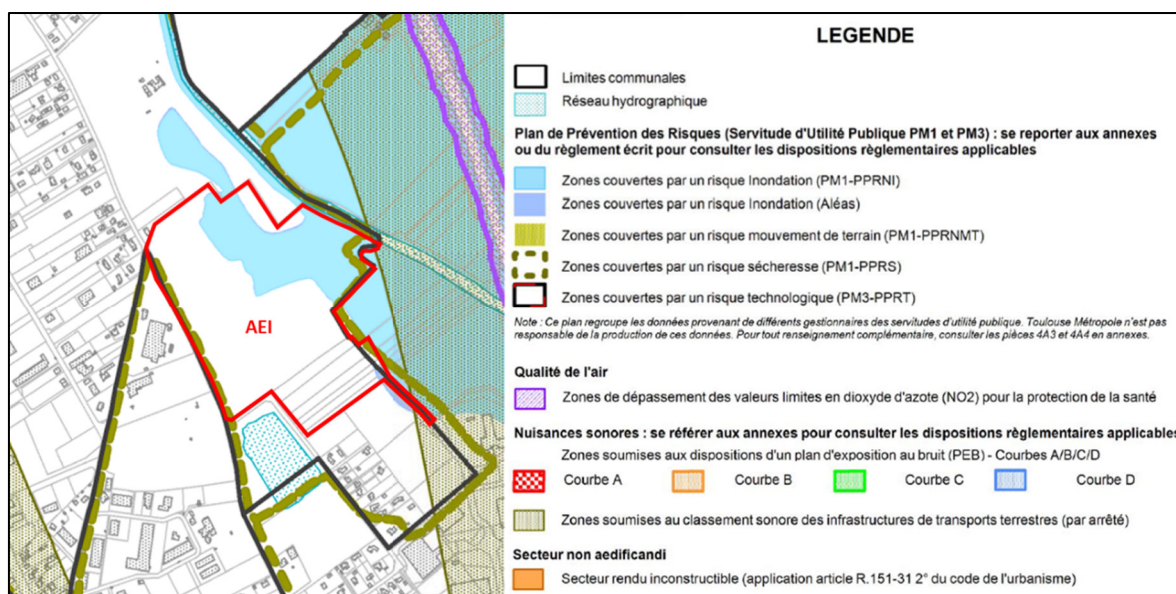 AEI
LEGENDE
Limites communales
Réseau hydrographique
Plan de Prévention des Risques (Servitude d'Utilité Publique PM1 et PM3) : se reporter aux annexes
ou du règlement écrit pour consulter les dispositions règlementaires applicables
Zones couvertes par un risque Inondation (PM1-PPRNI)
Zones couvertes par un risque Inondation (Aléas)
Zones couvertes par un risque mouvement de terrain (PM1-PPRNMT)
Zones couvertes par un risque sécheresse (PM1-PPRS)
Zones couvertes par un risque technologique (PM3-PPRT)
Note : Ce plan regroupe les données provenant de différents gestionnaires des servitudes d'utilité publique. Toulouse Métropole n'est pas
responsable de la production de ces données. Pour tout renseignement complémentaire, consulter les pièces 4A3 et 4A4 en annexes.
Qualité de l'air
Zones de dépassement des valeurs limites en dioxyde d'azote (NO2) pour la protection de la santé
Nuisances sonores : se référer aux annexes pour consulter les dispositions règlementaires applicables
Zones soumises aux dispositions d'un plan d'exposition au bruit (PEB) - Courbes A/B/C/D
Courbe A Courbe B Courbe C Courbe D
Zones soumises au classement sonore des infrastructures de transports terrestres (par arrêté)
Secteur non aedificandi
Secteur rendu inconstructible (application article R.151-31 2° du code de l'urbanisme)